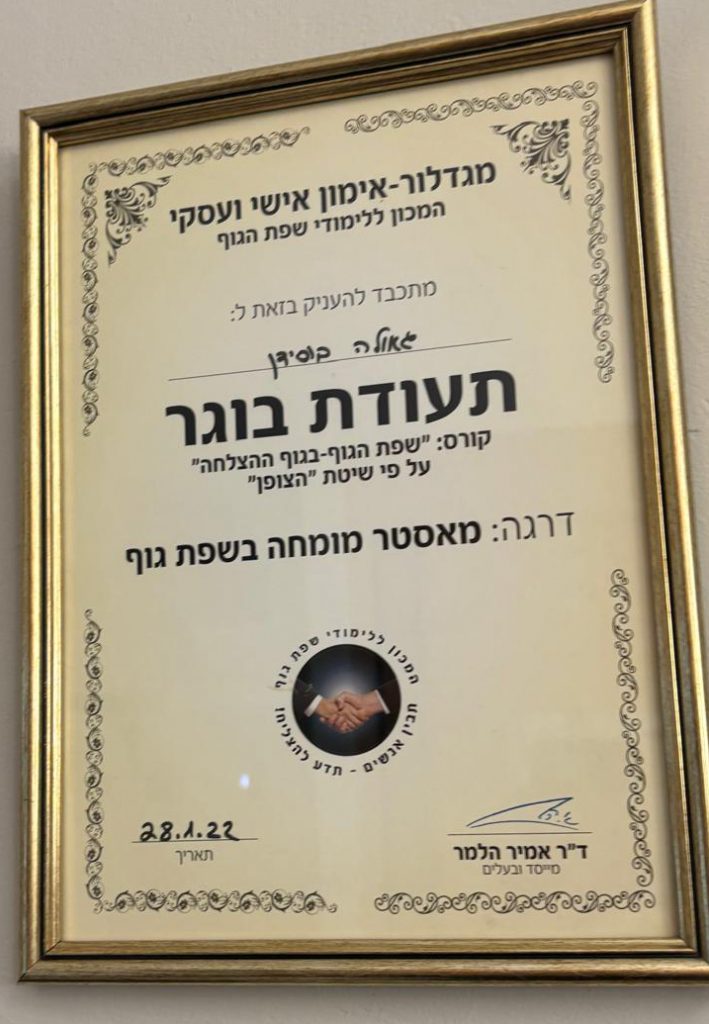 מגדלור-אימון אישי ועסקי
המכון ללימודי שפת הגוף
מתכבד להעניק בזאת ל:
גאולה בוסידן
תעודת בוגר
קורס: "שפת הגוף-בגוף ההצלחה"
על פי שיטת "הצופן"
דרגה: מאסטר מומחה בשפת גוף
המכון ללימודי שפת גוף
תבין אנשים - תדע להצליח!
28.1.22
תאריך
ד"ר אמיר הלמר
מייסד ובעלים